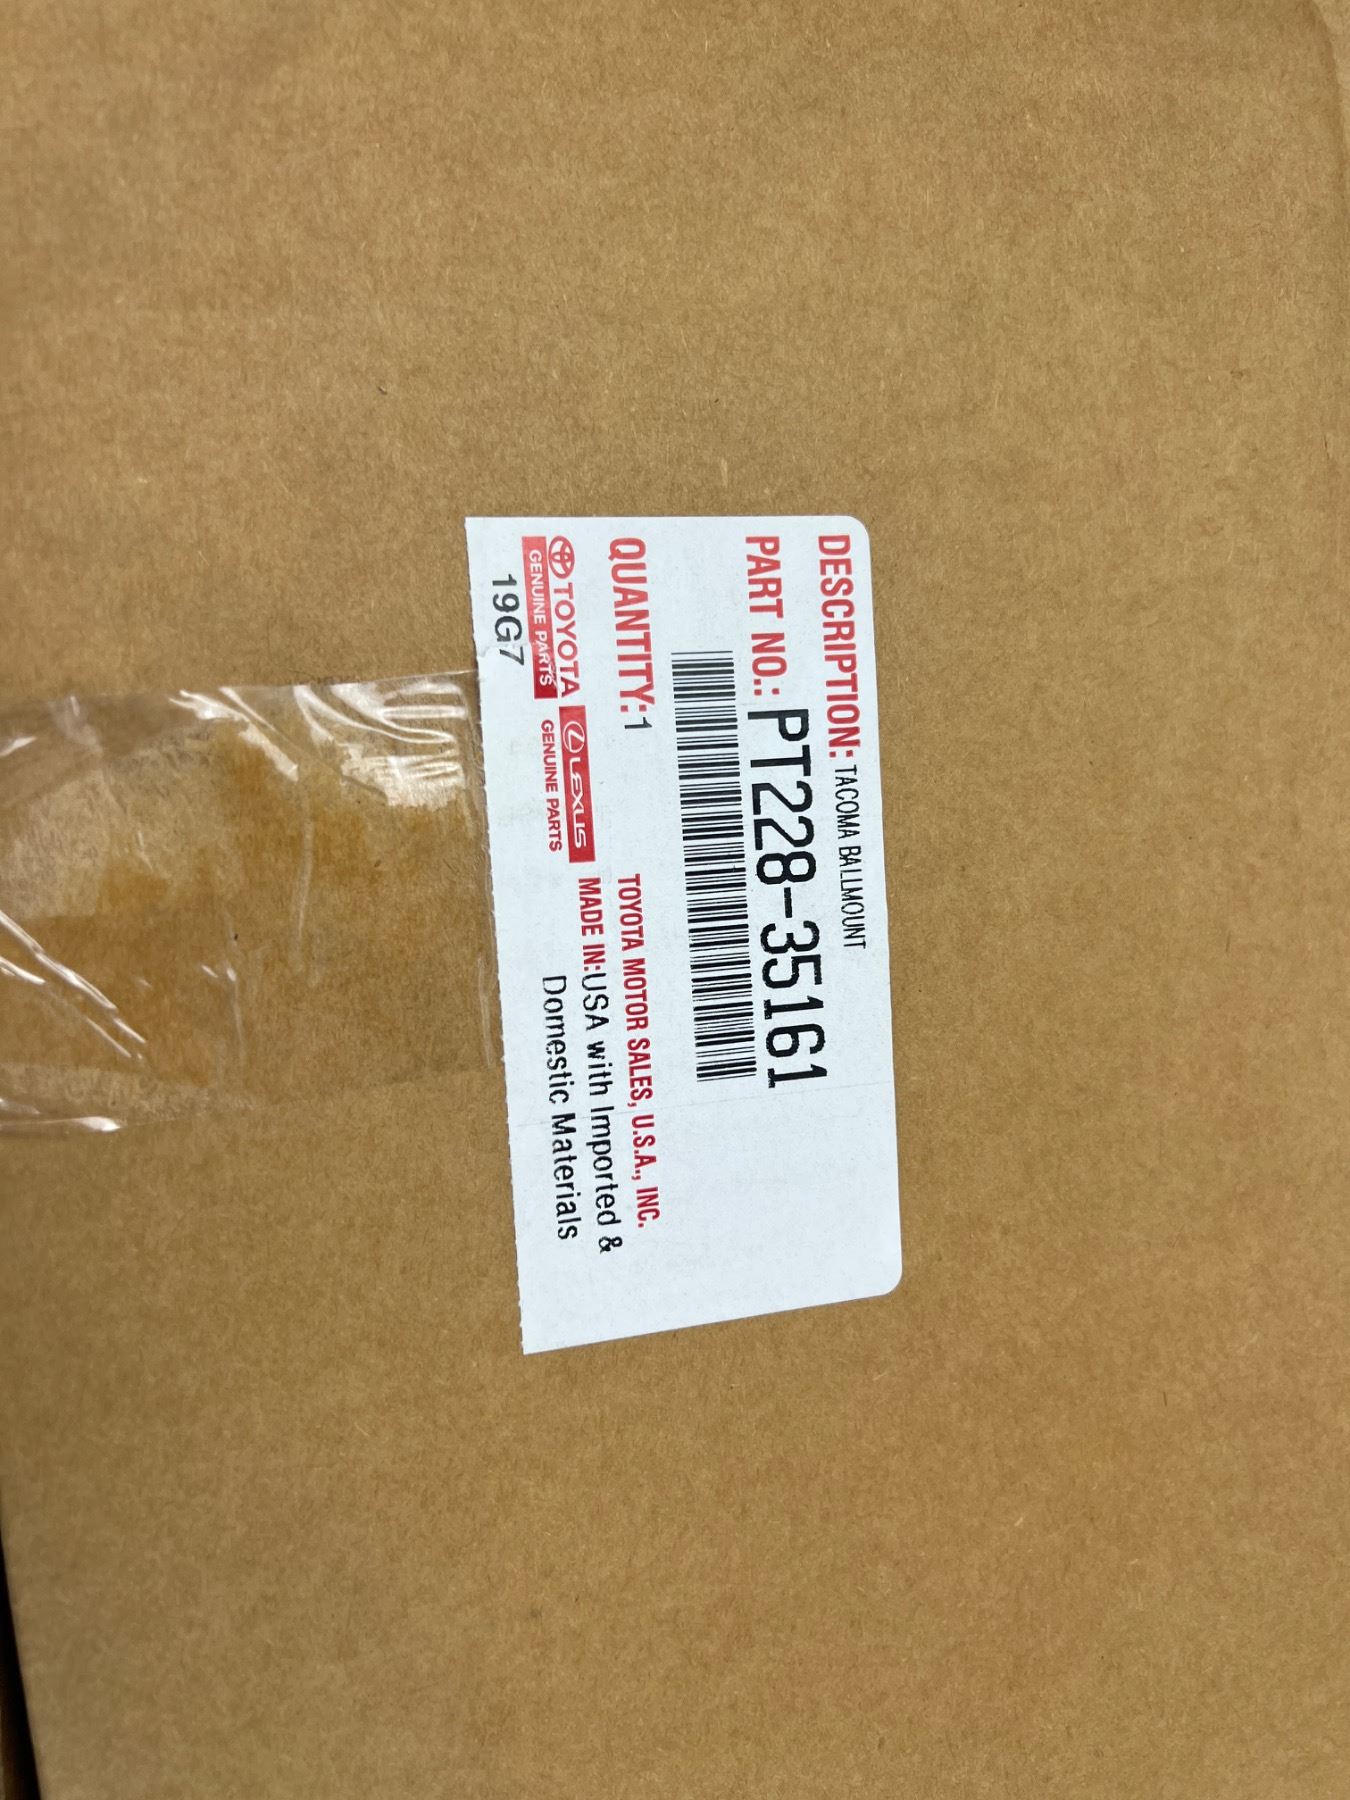 DESCRIPTION: TACOMA BALLMOUNT
PART NO.: PT228-35161
QUANTITY: 1
TOYOTA MOTOR SALES, U.S.A., INC.
TOYOTA LEXUS MADE IN: USA with Imported &
GENUINE PARTS GENUINE PARTS Domestic Materials
19G7